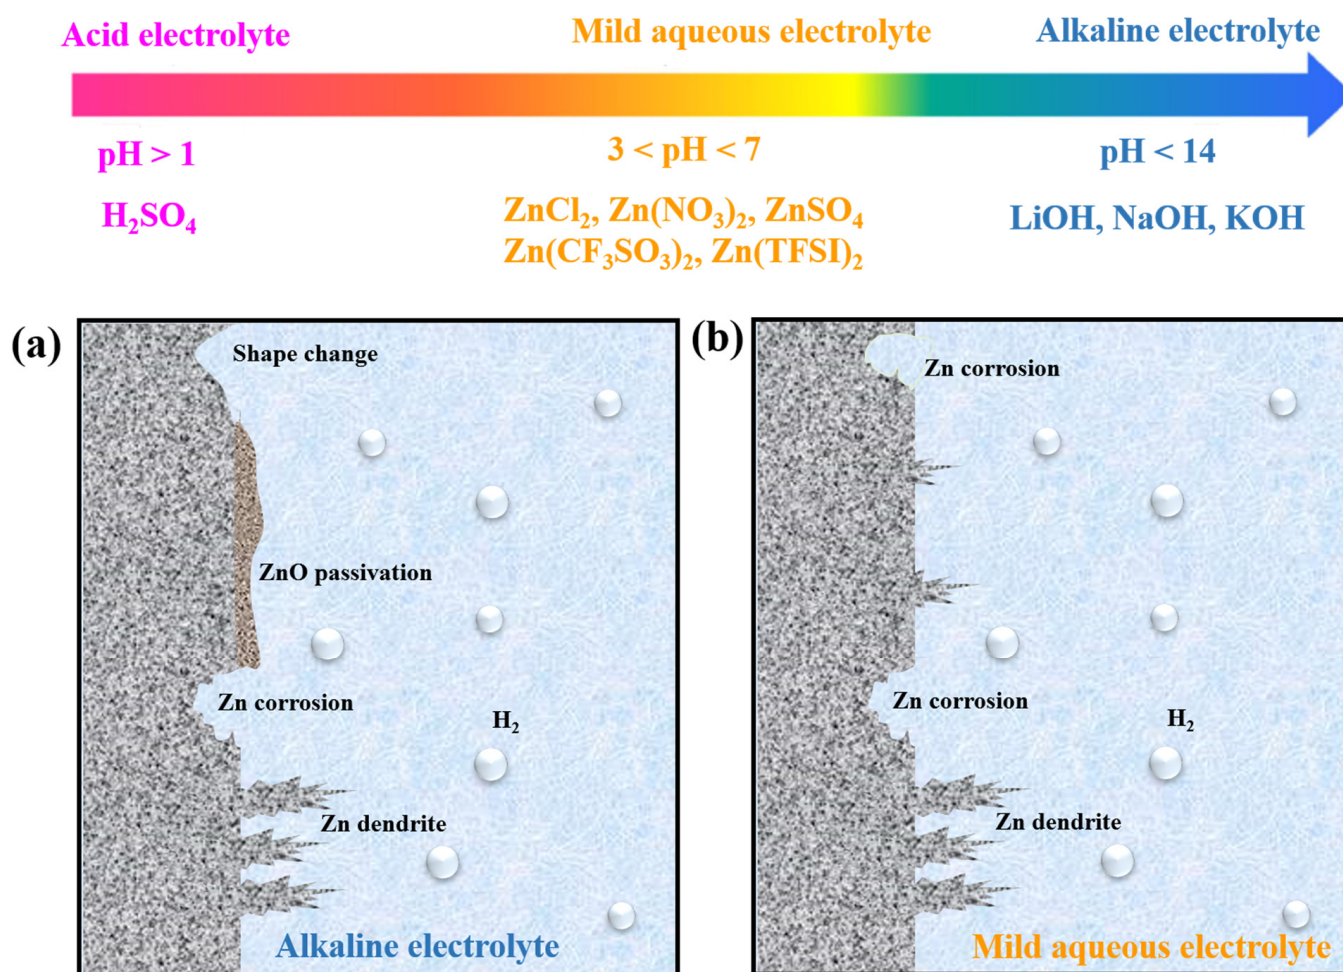 Acid electrolyte
Mild aqueous electrolyte
Alkaline electrolyte
pH > 1
3 < pH < 7
pH < 14
H₂SO₄
ZnCl₂, Zn(NO₃)₂, ZnSO₄
Zn(CF₃SO₃)₂, Zn(TFSI)₂
LiOH, NaOH, KOH
(a)
Shape change
ZnO passivation
Zn corrosion
H₂
Zn dendrite
Alkaline electrolyte
(b)
Zn corrosion
Zn corrosion
H₂
Zn dendrite
Mild aqueous electrolyte